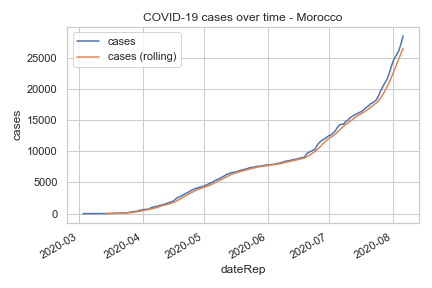 COVID-19 cases over time - Morocco
cases
cases (rolling)
25000
20000
15000
10000
5000
0
cases
2020-03
2020-04
2020-05
2020-06
2020-07
2020-08
dateRep